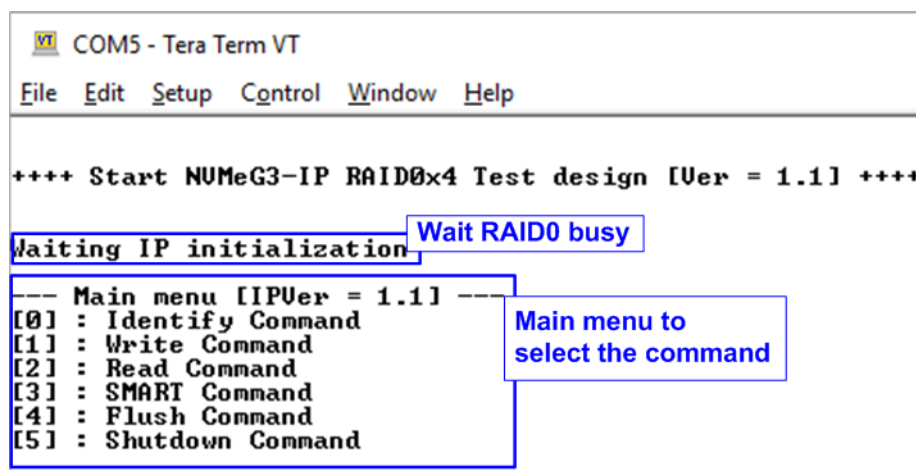 COM5 - Tera Term VT
File Edit Setup Control Window Help
++++ Start NVMeG3-IP RAID0x4 Test design [Ver = 1.1] ++++
Waiting IP initialization
Wait RAID0 busy
--- Main menu [IPVer = 1.1] ---
[0] : Identify Command
[1] : Write Command
[2] : Read Command
[3] : SMART Command
[4] : Flush Command
[5] : Shutdown Command
Main menu to
select the command